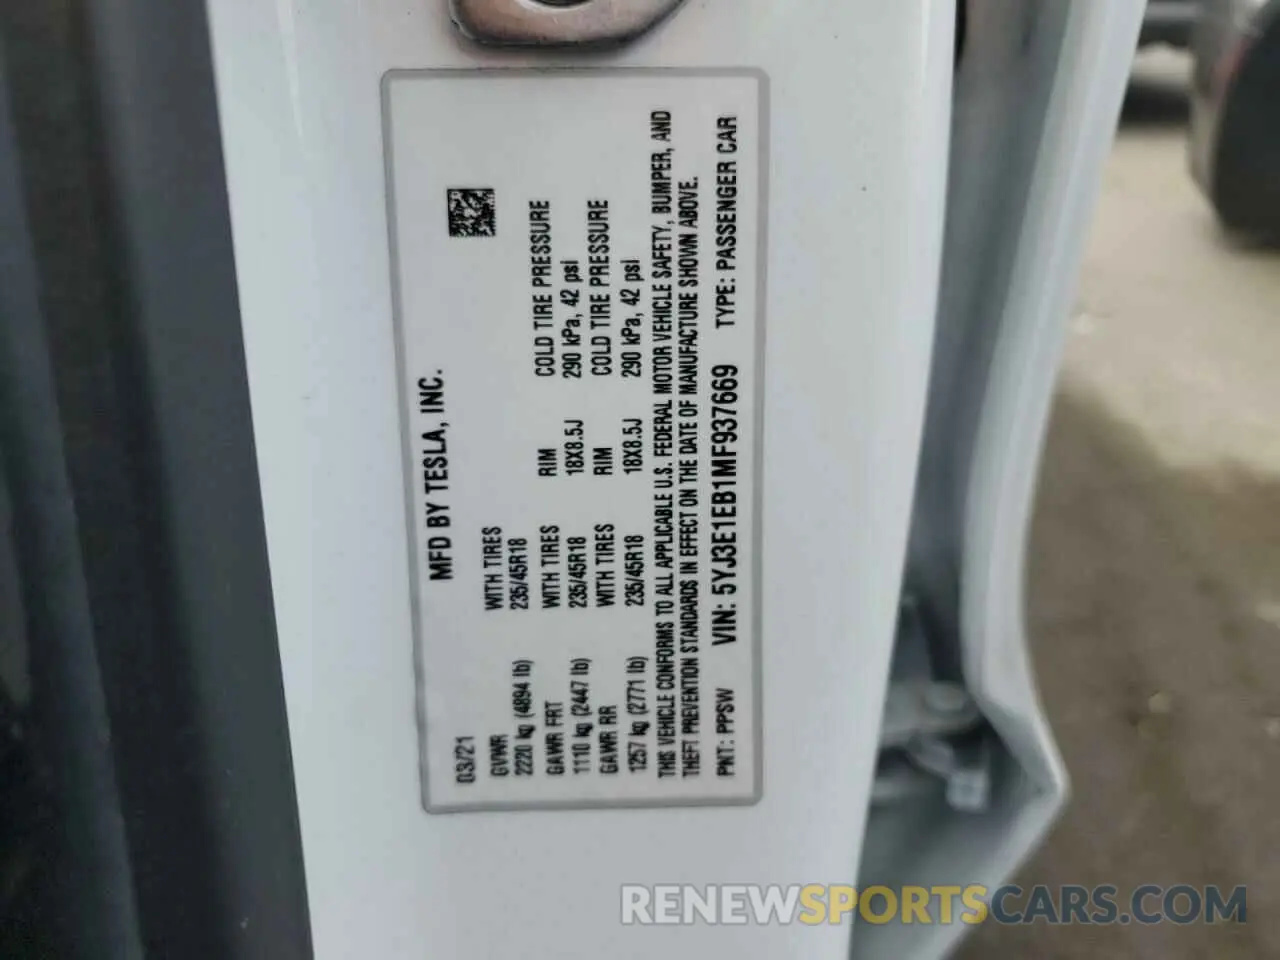 MFD BY TESLA, INC.
03/21
GVWR
2220 kg (4894 lb)
WITH TIRES
235/45R18
RIM
COLD TIRE PRESSURE
GAWR FRT
1110 kg (2447 lb)
WITH TIRES
235/45R18
18X8.5J
290 kPa, 42 psi
GAWR RR
1257 kg (2771 lb)
WITH TIRES
235/45R18
RIM
18X8.5J
COLD TIRE PRESSURE
290 kPa, 42 psi
THIS VEHICLE CONFORMS TO ALL APPLICABLE U.S. FEDERAL MOTOR VEHICLE SAFETY, BUMPER, AND
THEFT PREVENTION STANDARDS IN EFFECT ON THE DATE OF MANUFACTURE SHOWN ABOVE.
PNT: PPSW VIN: 5YJ3E1EB1MF937669 TYPE: PASSENGER CAR
RENEWSPORTSCARS.COM